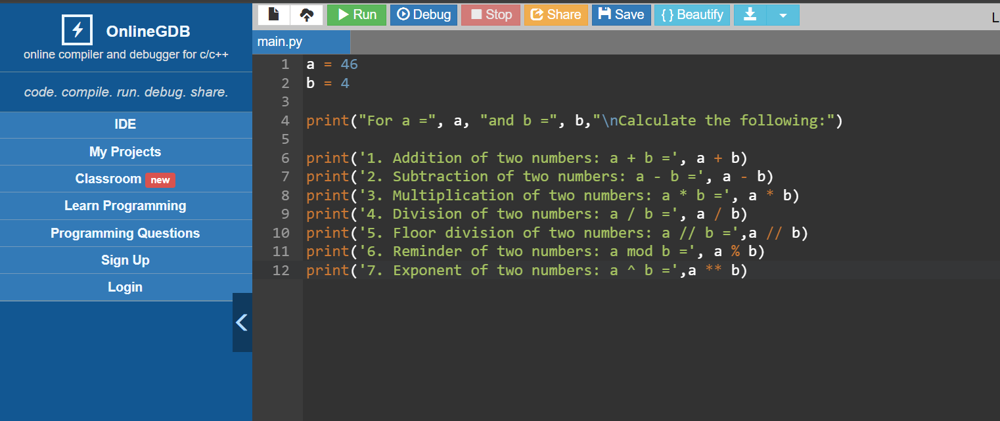 OnlineGDB
online compiler and debugger for c/c++
code. compile. run. debug. share.
IDE
My Projects
Classroom new
Learn Programming
Programming Questions
Sign Up
Login
Run Debug Stop Share Save { } Beautify L
main.py
1 a = 46
2 b = 4
3
4 print("For a =", a, "and b =", b,"\nCalculate the following:")
5
6 print('1. Addition of two numbers: a + b =', a + b)
7 print('2. Subtraction of two numbers: a - b =', a - b)
8 print('3. Multiplication of two numbers: a * b =', a * b)
9 print('4. Division of two numbers: a / b =', a / b)
10 print('5. Floor division of two numbers: a // b =',a // b)
11 print('6. Reminder of two numbers: a mod b =', a % b)
12 print('7. Exponent of two numbers: a ^ b =',a ** b)